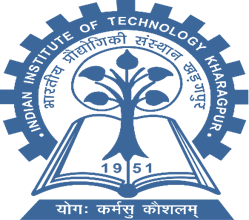 • INDIAN INSTITUTE OF TECHNOLOGY KHARAGPUR •
भारतीय प्रौद्योगिकी संस्थान खड़गपुर
1951
योगः कर्मसु कौशलम्